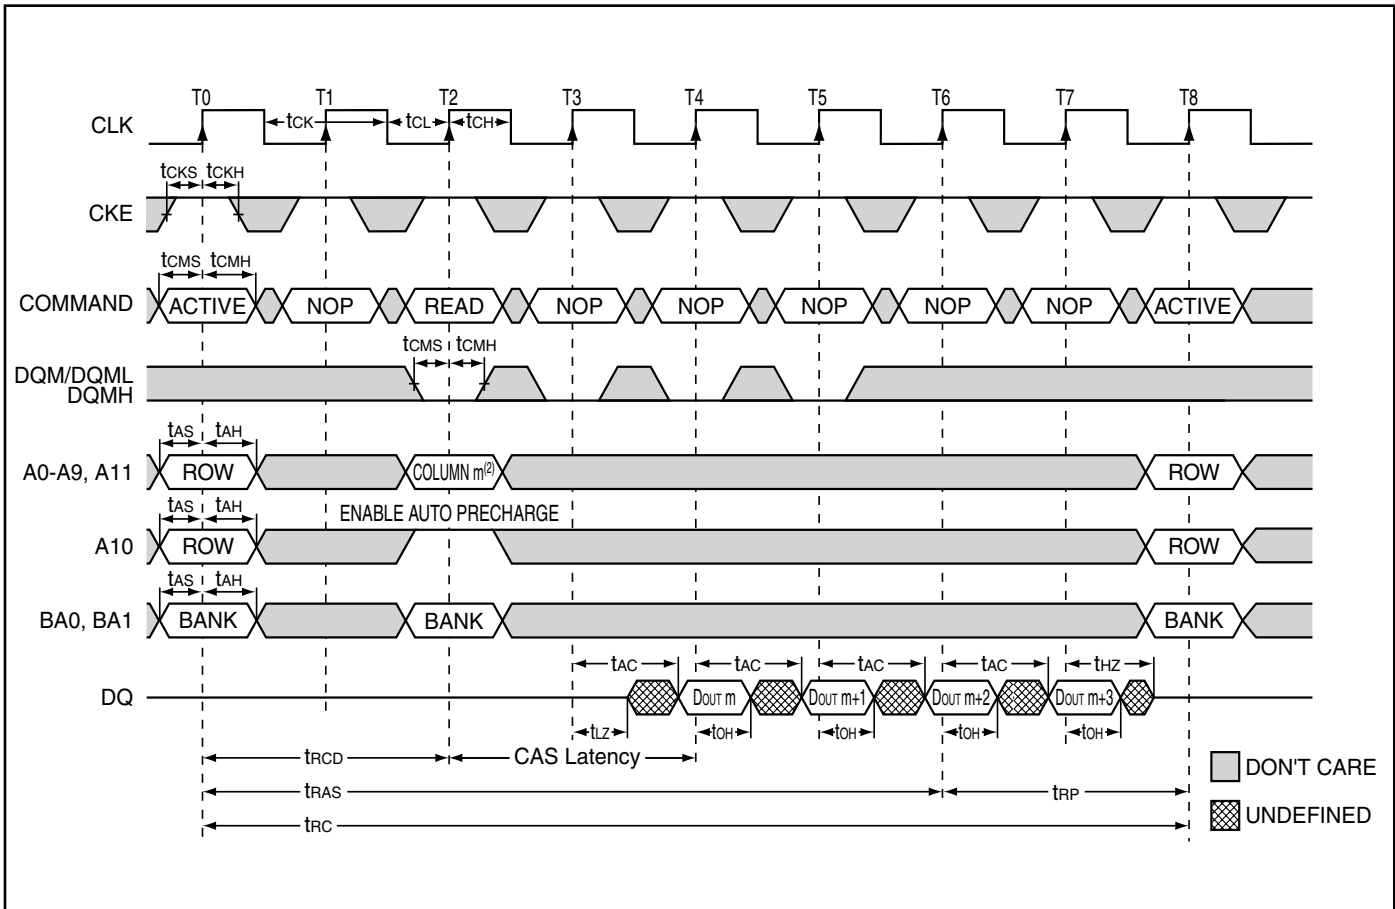 T0 T1 T2 T3 T4 T5 T6 T7 T8
CLK tCK tCL tCH
tCKS tCKH
CKE
tCMS tCMH
COMMAND ACTIVE NOP READ NOP NOP NOP NOP NOP ACTIVE
tCMS tCMH
DQM/DQML
DQMH
tAS tAH
A0-A9, A11 ROW COLUMN m(2) ROW
tAS tAH ENABLE AUTO PRECHARGE
A10 ROW ROW
tAS tAH
BA0, BA1 BANK BANK BANK
tAC tAC tAC tAC tHZ
DQ DOUT m DOUT m+1 DOUT m+2 DOUT m+3
tLZ tOH tOH tOH tOH
tRCD CAS Latency
DON'T CARE
tRAS tRP
UNDEFINED
tRC